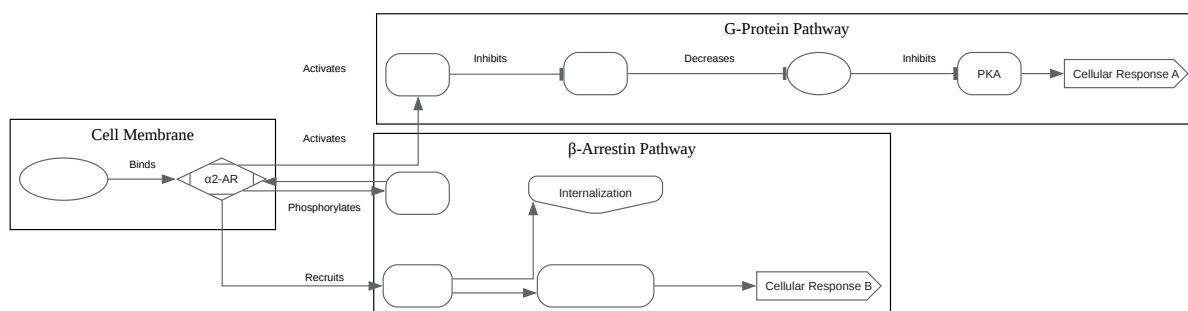 G-Protein Pathway
Activates
Inhibits
Decreases
Inhibits
PKA
Cellular Response A
Cell Membrane
Activates
β-Arrestin Pathway
Binds
α2-AR
Internalization
Phosphorylates
Recruits
Cellular Response B